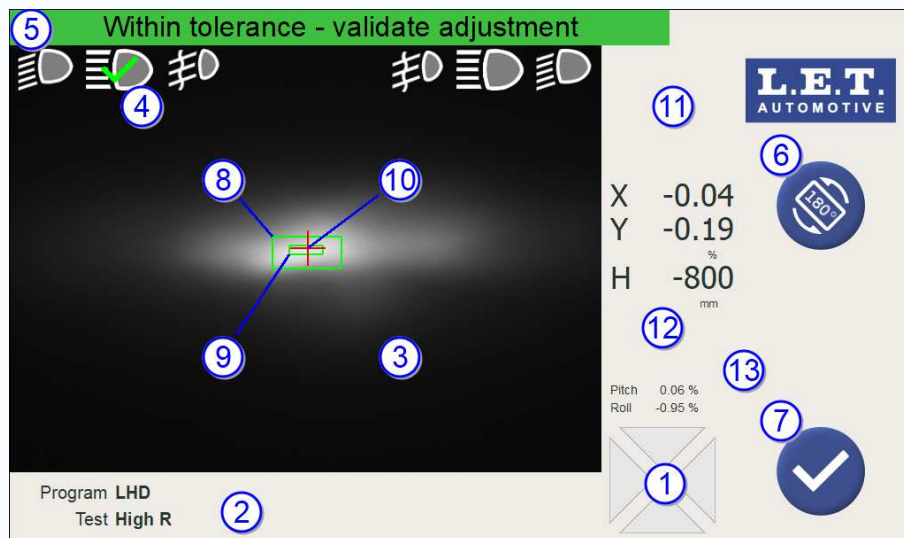 5 Within tolerance - validate adjustment
4
11
L.E.T.
AUTOMOTIVE
6
180°
8
10
X -0.04
Y -0.19
%
H -800
mm
9
3
12
13
Pitch 0.06 %
Roll -0.95 %
7
1
Program LHD
Test High R
2